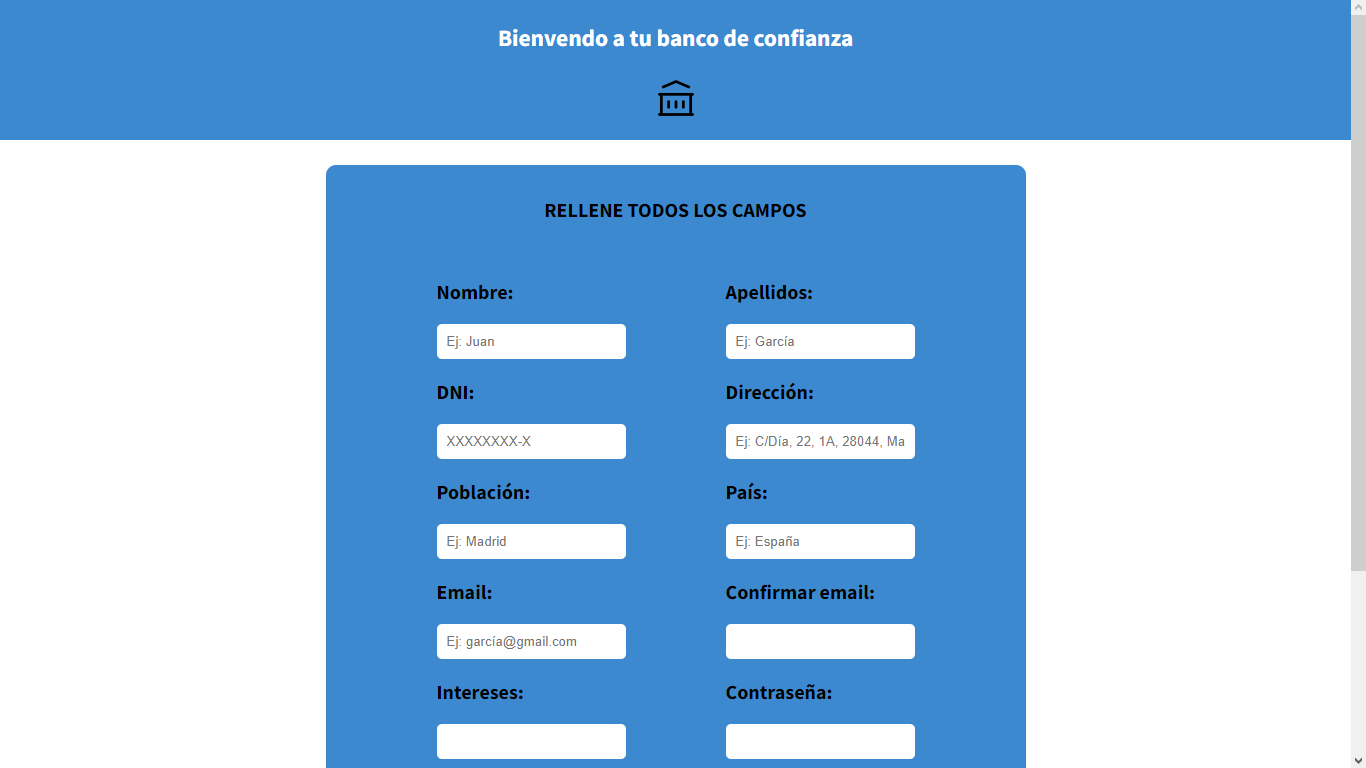 Bienvendo a tu banco de confianza
RELLENE TODOS LOS CAMPOS
Nombre:
Apellidos:
Ej: Juan
Ej: García
DNI:
Dirección:
XXXXXXXX-X
Ej: C/Día, 22, 1A, 28044, Ma
Población:
País:
Ej: Madrid
Ej: España
Email:
Confirmar email:
Ej: garcía@gmail.com
Intereses:
Contraseña: